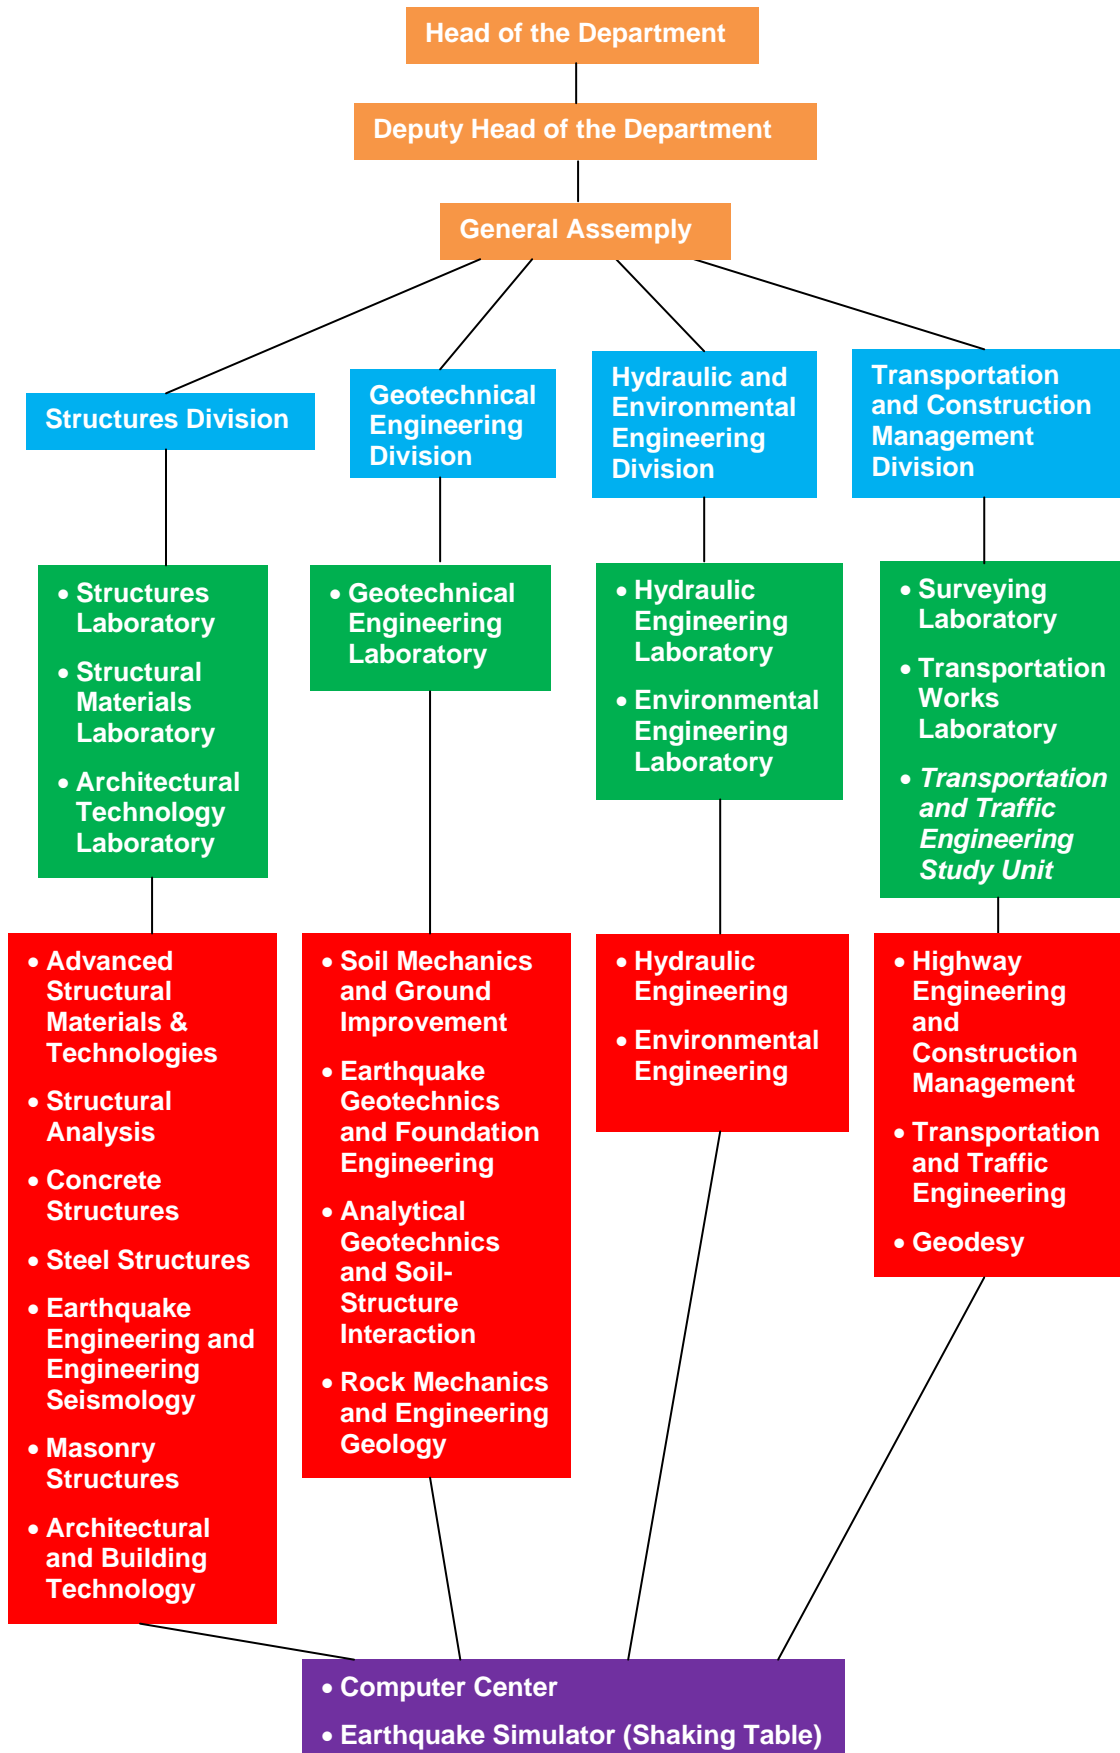 Head of the Department
Deputy Head of the Department
General Assemply
Structures Division
Geotechnical
Engineering
Division
Hydraulic and
Environmental
Engineering
Division
Transportation
and Construction
Management
Division
• Structures
Laboratory
• Structural
Materials
Laboratory
• Architectural
Technology
Laboratory
• Geotechnical
Engineering
Laboratory
• Hydraulic
Engineering
Laboratory
• Environmental
Engineering
Laboratory
• Surveying
Laboratory
• Transportation
Works
Laboratory
• Transportation
and Traffic
Engineering
Study Unit
• Advanced
Structural
Materials &
Technologies
• Structural
Analysis
• Concrete
Structures
• Steel Structures
• Earthquake
Engineering and
Engineering
Seismology
• Masonry
Structures
• Architectural
and Building
Technology
• Soil Mechanics
and Ground
Improvement
• Earthquake
Geotechnics
and Foundation
Engineering
• Analytical
Geotechnics
and Soil-
Structure
Interaction
• Rock Mechanics
and Engineering
Geology
• Hydraulic
Engineering
• Environmental
Engineering
• Highway
Engineering
and
Construction
Management
• Transportation
and Traffic
Engineering
• Geodesy
• Computer Center
• Earthquake Simulator (Shaking Table)